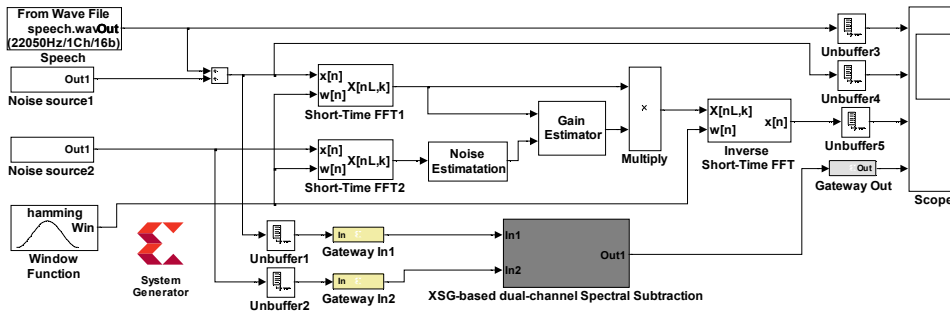 From Wave File
speech.wav Out
(22050Hz/1Ch/16b)
Speech
Out1
Noise source1
Out1
Noise source2
hamming
Win
Window
Function
System
Generator
x[n]
w[n]
X[nL,k]
Short-Time FFT1
x[n]
w[n]
X[nL,k]
Short-Time FFT2
Noise
Estimatation
Gain
Estimator
x
Multiply
X[nL,k]
w[n]
x[n]
Inverse
Short-Time FFT
Unbuffer3
Unbuffer4
Unbuffer5
Out
Gateway Out
Scope
Unbuffer1
In
Gateway In1
Unbuffer2
In
Gateway In2
In1
In2
Out1
XSG-based dual-channel Spectral Subtraction